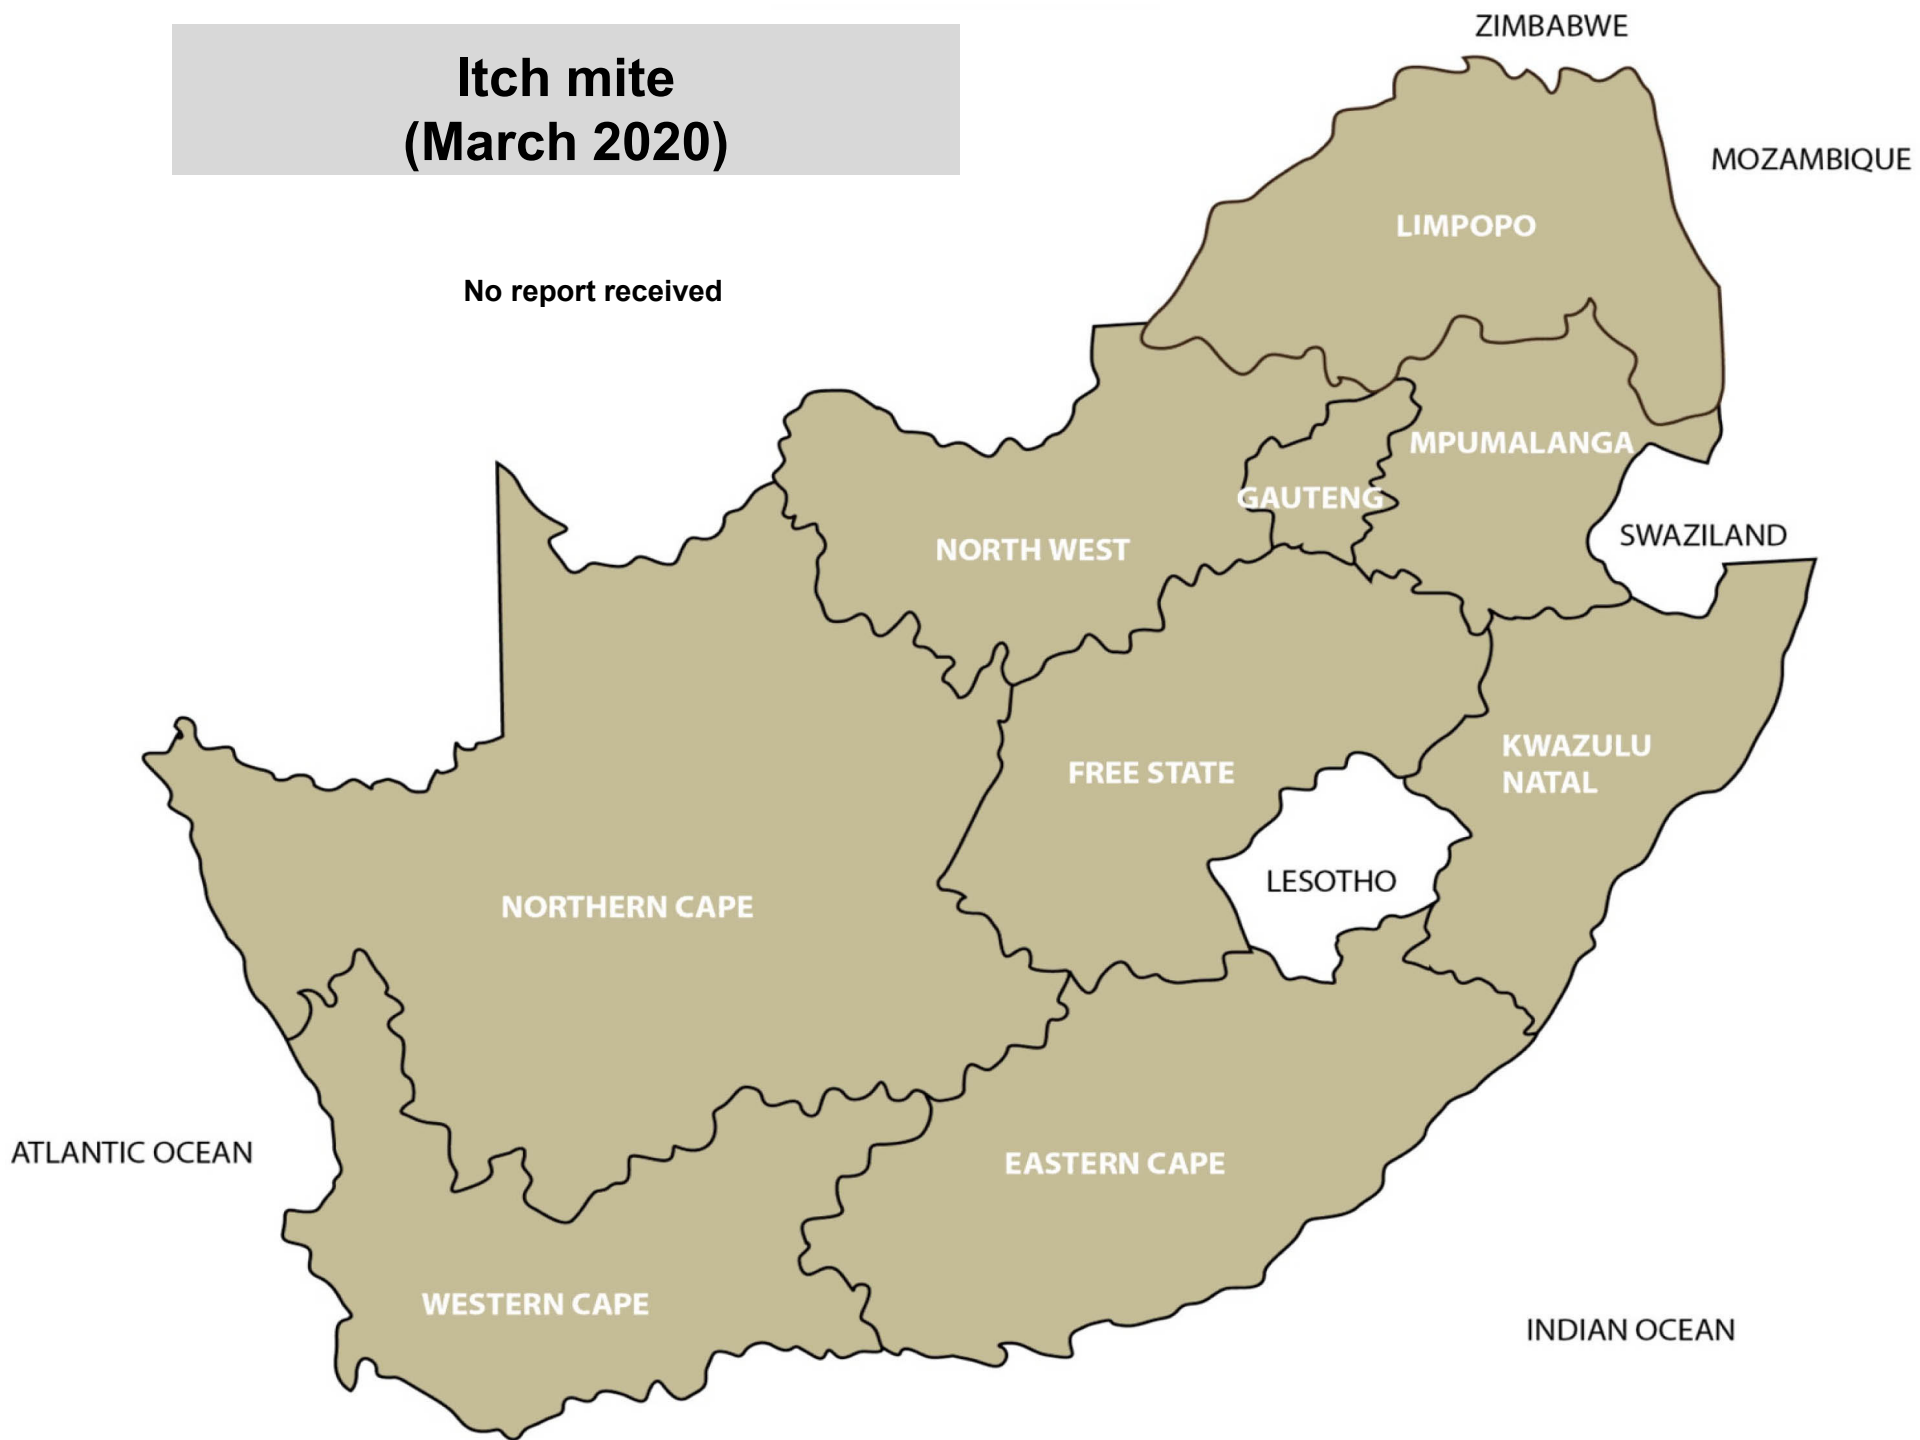 Itch mite
(March 2020)
No report received
ZIMBABWE
MOZAMBIQUE
LIMPOPO
MPUMALANGA
GAUTENG
SWAZILAND
NORTH WEST
KWAZULU
NATAL
FREE STATE
LESOTHO
NORTHERN CAPE
ATLANTIC OCEAN
EASTERN CAPE
WESTERN CAPE
INDIAN OCEAN